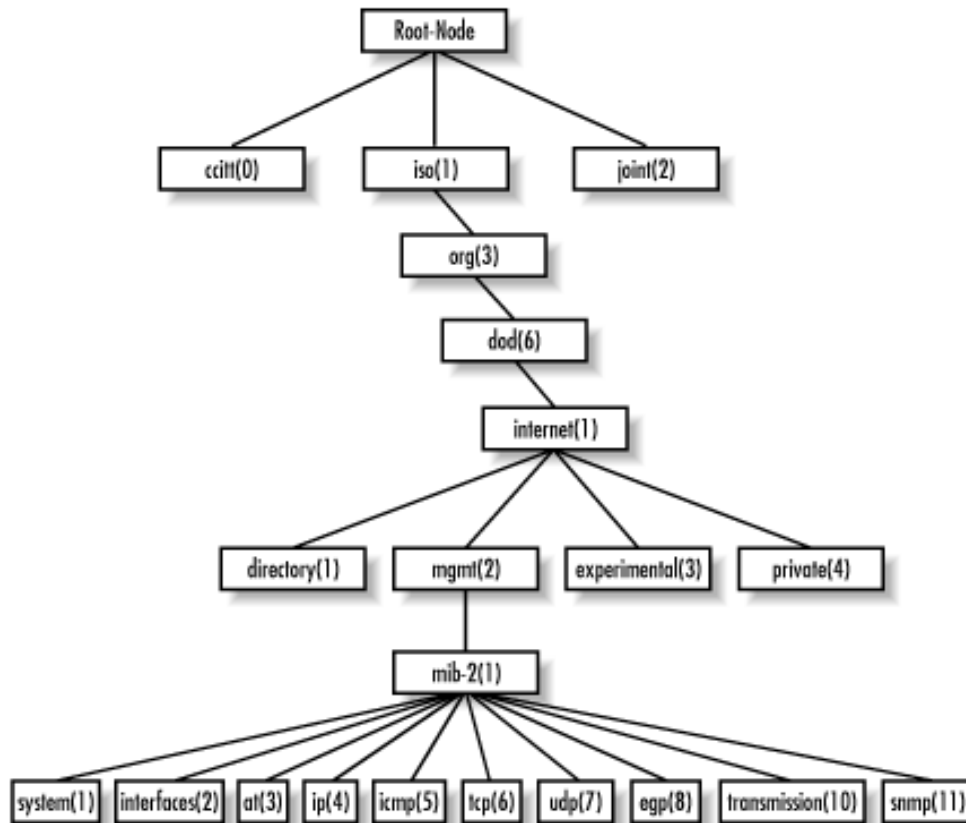 Root-Node
ccitt(0)
iso(1)
joint(2)
org(3)
dod(6)
internet(1)
directory(1)
mgmt(2)
experimental(3)
private(4)
mib-2(1)
system(1)
interfaces(2)
at(3)
ip(4)
icmp(5)
tcp(6)
udp(7)
egp(8)
transmission(10)
snmp(11)